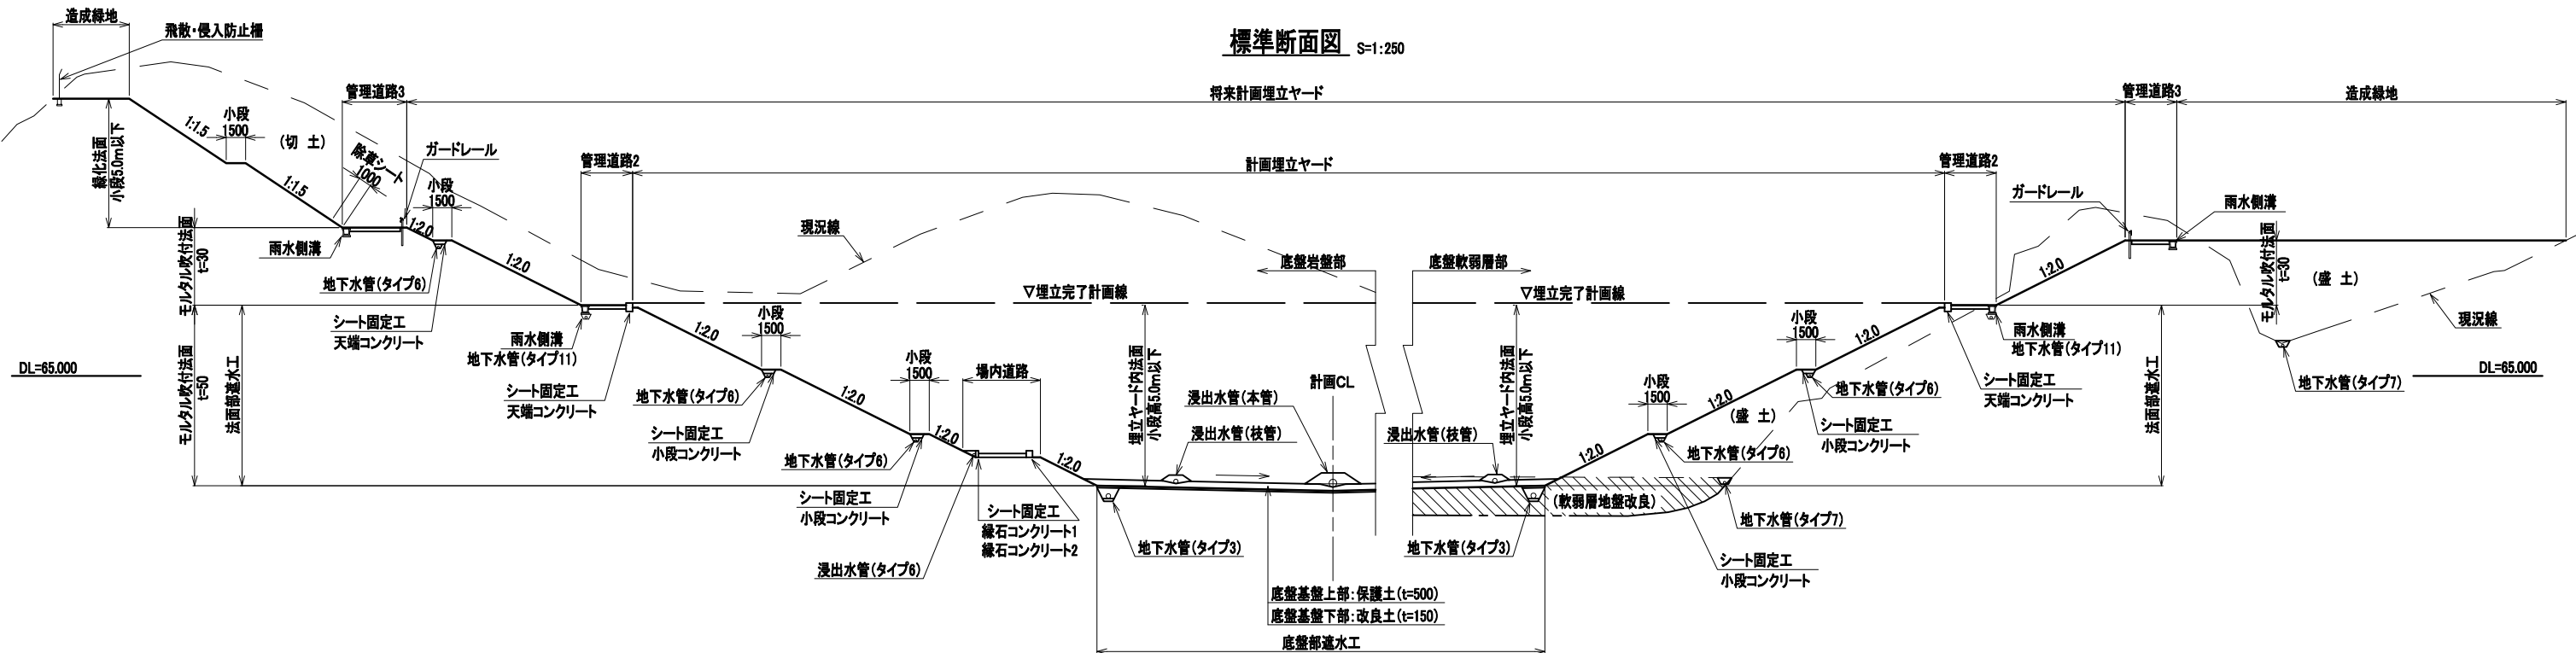 標準断面図 S=1:250
造成緑地
飛散・侵入防止柵
管理道路3
将来計画埋立ヤード
管理道路3
造成緑地
1:1.5
小段
1500
(切 土)
緑化法面
小段5.0m以下
1:1.5
除草シート
1000
ガードレール
小段
1500
管理道路2
計画埋立ヤード
管理道路2
ガードレール
雨水側溝
モルタル吹付法面
t=30
雨水側溝
1:2.0
地下水管(タイプ6)
シート固定工
天端コンクリート
1:2.0
現況線
底盤岩盤部
底盤軟弱層部
▽埋立完了計画線
▽埋立完了計画線
1:2.0
モルタル吹付法面
t=30
(盛 土)
現況線
DL=65.000
モルタル吹付法面
t=50
法面部遮水工
雨水側溝
地下水管(タイプ11)
シート固定工
天端コンクリート
1:2.0
小段
1500
地下水管(タイプ6)
シート固定工
小段コンクリート
1:2.0
小段
1500
場内道路
地下水管(タイプ6)
シート固定工
小段コンクリート
1:2.0
浸出水管(タイプ6)
シート固定工
縁石コンクリート1
縁石コンクリート2
1:2.0
埋立ヤード内法面
小段高5.0m以下
浸出水管(本管)
浸出水管(枝管)
計画CL
浸出水管(枝管)
埋立ヤード内法面
小段高5.0m以下
地下水管(タイプ3)
地下水管(タイプ3)
(軟弱層地盤改良)
1:2.0
小段
1500
1:2.0
(盛 土)
小段
1500
1:2.0
地下水管(タイプ6)
シート固定工
小段コンクリート
地下水管(タイプ6)
地下水管(タイプ7)
シート固定工
小段コンクリート
シート固定工
天端コンクリート
雨水側溝
地下水管(タイプ11)
法面部遮水工
地下水管(タイプ7)
DL=65.000
底盤基盤上部:保護土(t=500)
底盤基盤下部:改良土(t=150)
底盤部遮水工